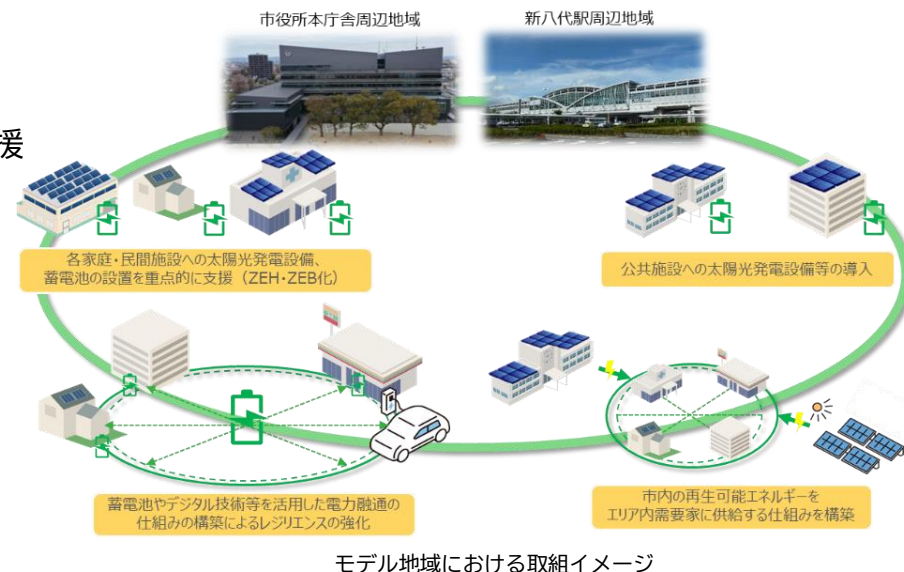 市役所本庁舎周辺地域
新八代駅周辺地域
援
各家庭・民間施設への太陽光発電設備、
蓄電池の設置を重点的に支援（ZEH・ZEB化）
公共施設への太陽光発電設備等の導入
蓄電池やデジタル技術等を活用した電力融通の
仕組みの構築によるレジリエンスの強化
市内の再生可能エネルギーを
エリア内需要家に供給する仕組みを構築
モデル地域における取組イメージ